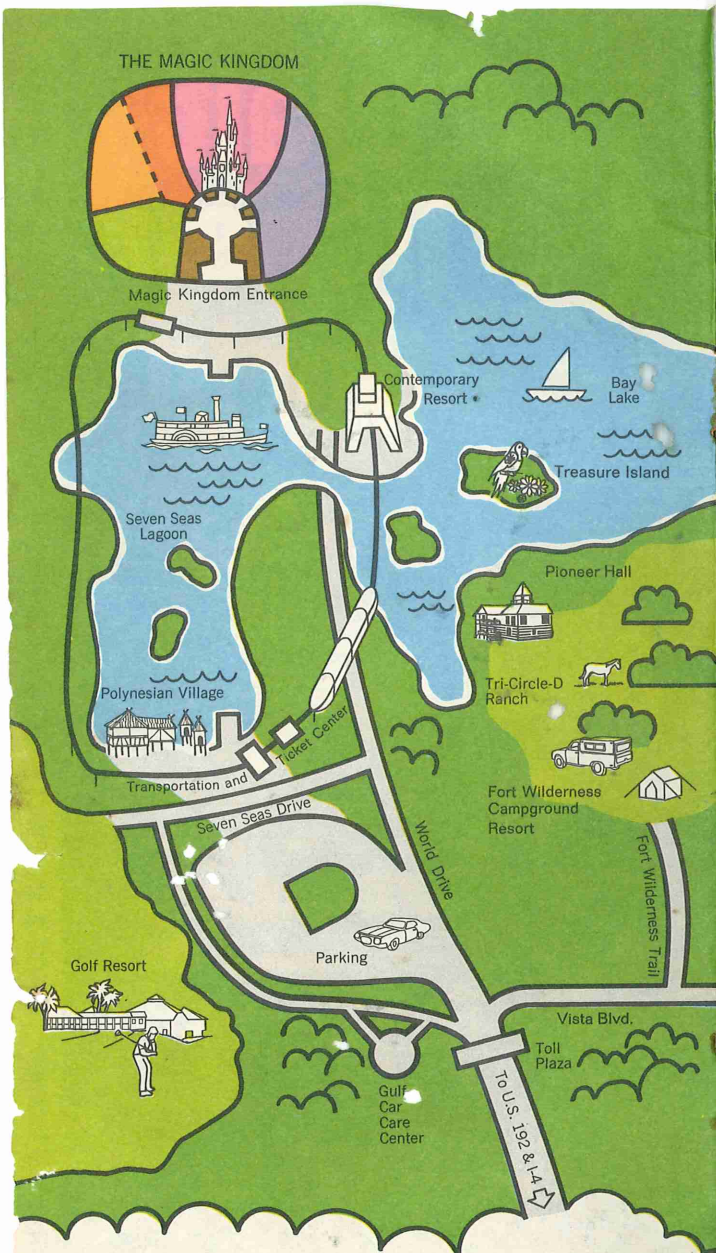 THE MAGIC KINGDOM
Magic Kingdom Entrance
Contemporary
Resort
Bay
Lake
Treasure Island
Seven Seas
Lagoon
Pioneer Hall
Tri-Circle-D
Ranch
Polynesian Village
Transportation and Ticket Center
Fort Wilderness
Campground
Resort
Seven Seas Drive
World Drive
Fort Wilderness Trail
Parking
Golf Resort
Vista Blvd.
Toll
Plaza
Gulf
Car
Care
Center
To U.S. 192 & I-4